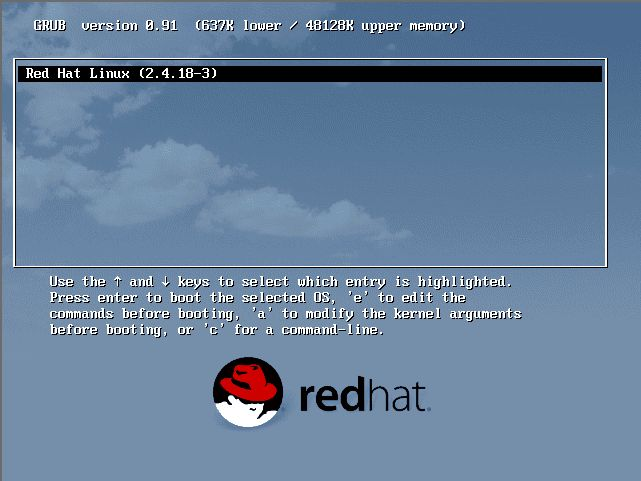 GRUB version 0.91 (637K lower / 48128K upper memory)
Red Hat Linux (2.4.18-3)
Use the ↑ and ↓ keys to select which entry is highlighted.
Press enter to boot the selected OS, 'e' to edit the
commands before booting, 'a' to modify the kernel arguments
before booting, or 'c' for a command-line.
redhat.